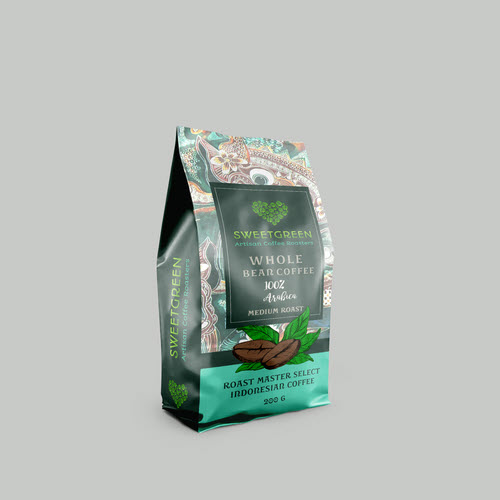 SWEETGREEN
Artisan Coffee Roasters
WHOLE
BEAN COFFEE
100%
Arabica
MEDIUM ROAST
ROAST MASTER SELECT
INDONESIAN COFFEE
200 G
SWEETGREEN
Artisan Coffee Roasters